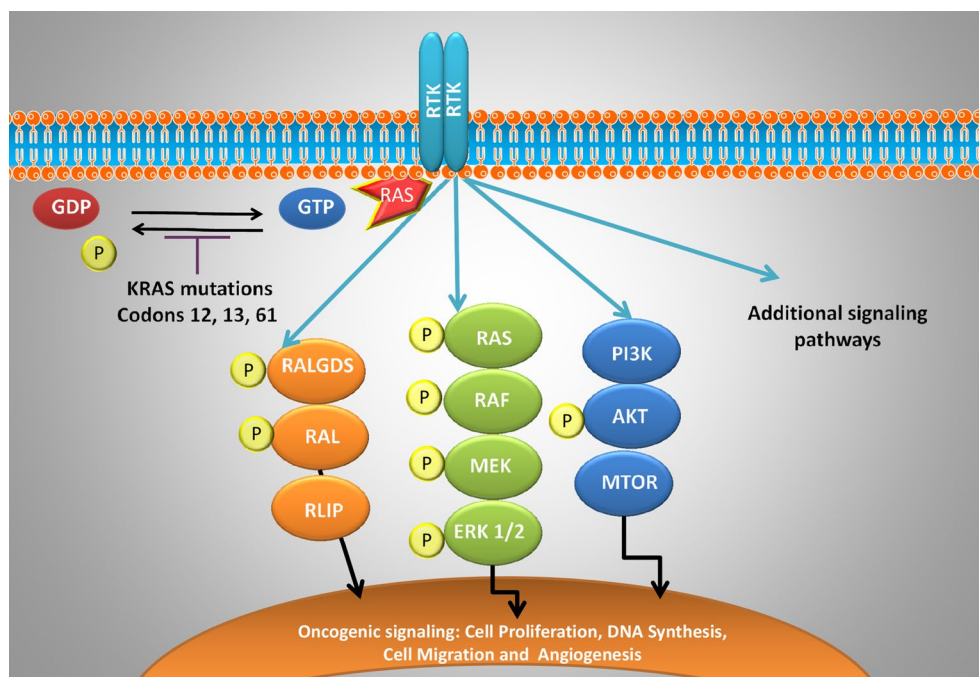 RTK
RTK
RAS
GDP
GTP
P
KRAS mutations
Codons 12, 13, 61
Additional signaling
pathways
P
RALGDS
P
RAL
RLIP
P
RAS
P
RAF
P
MEK
P
ERK 1/2
PI3K
P
AKT
MTOR
Oncogenic signaling: Cell Proliferation, DNA Synthesis,
Cell Migration and Angiogenesis